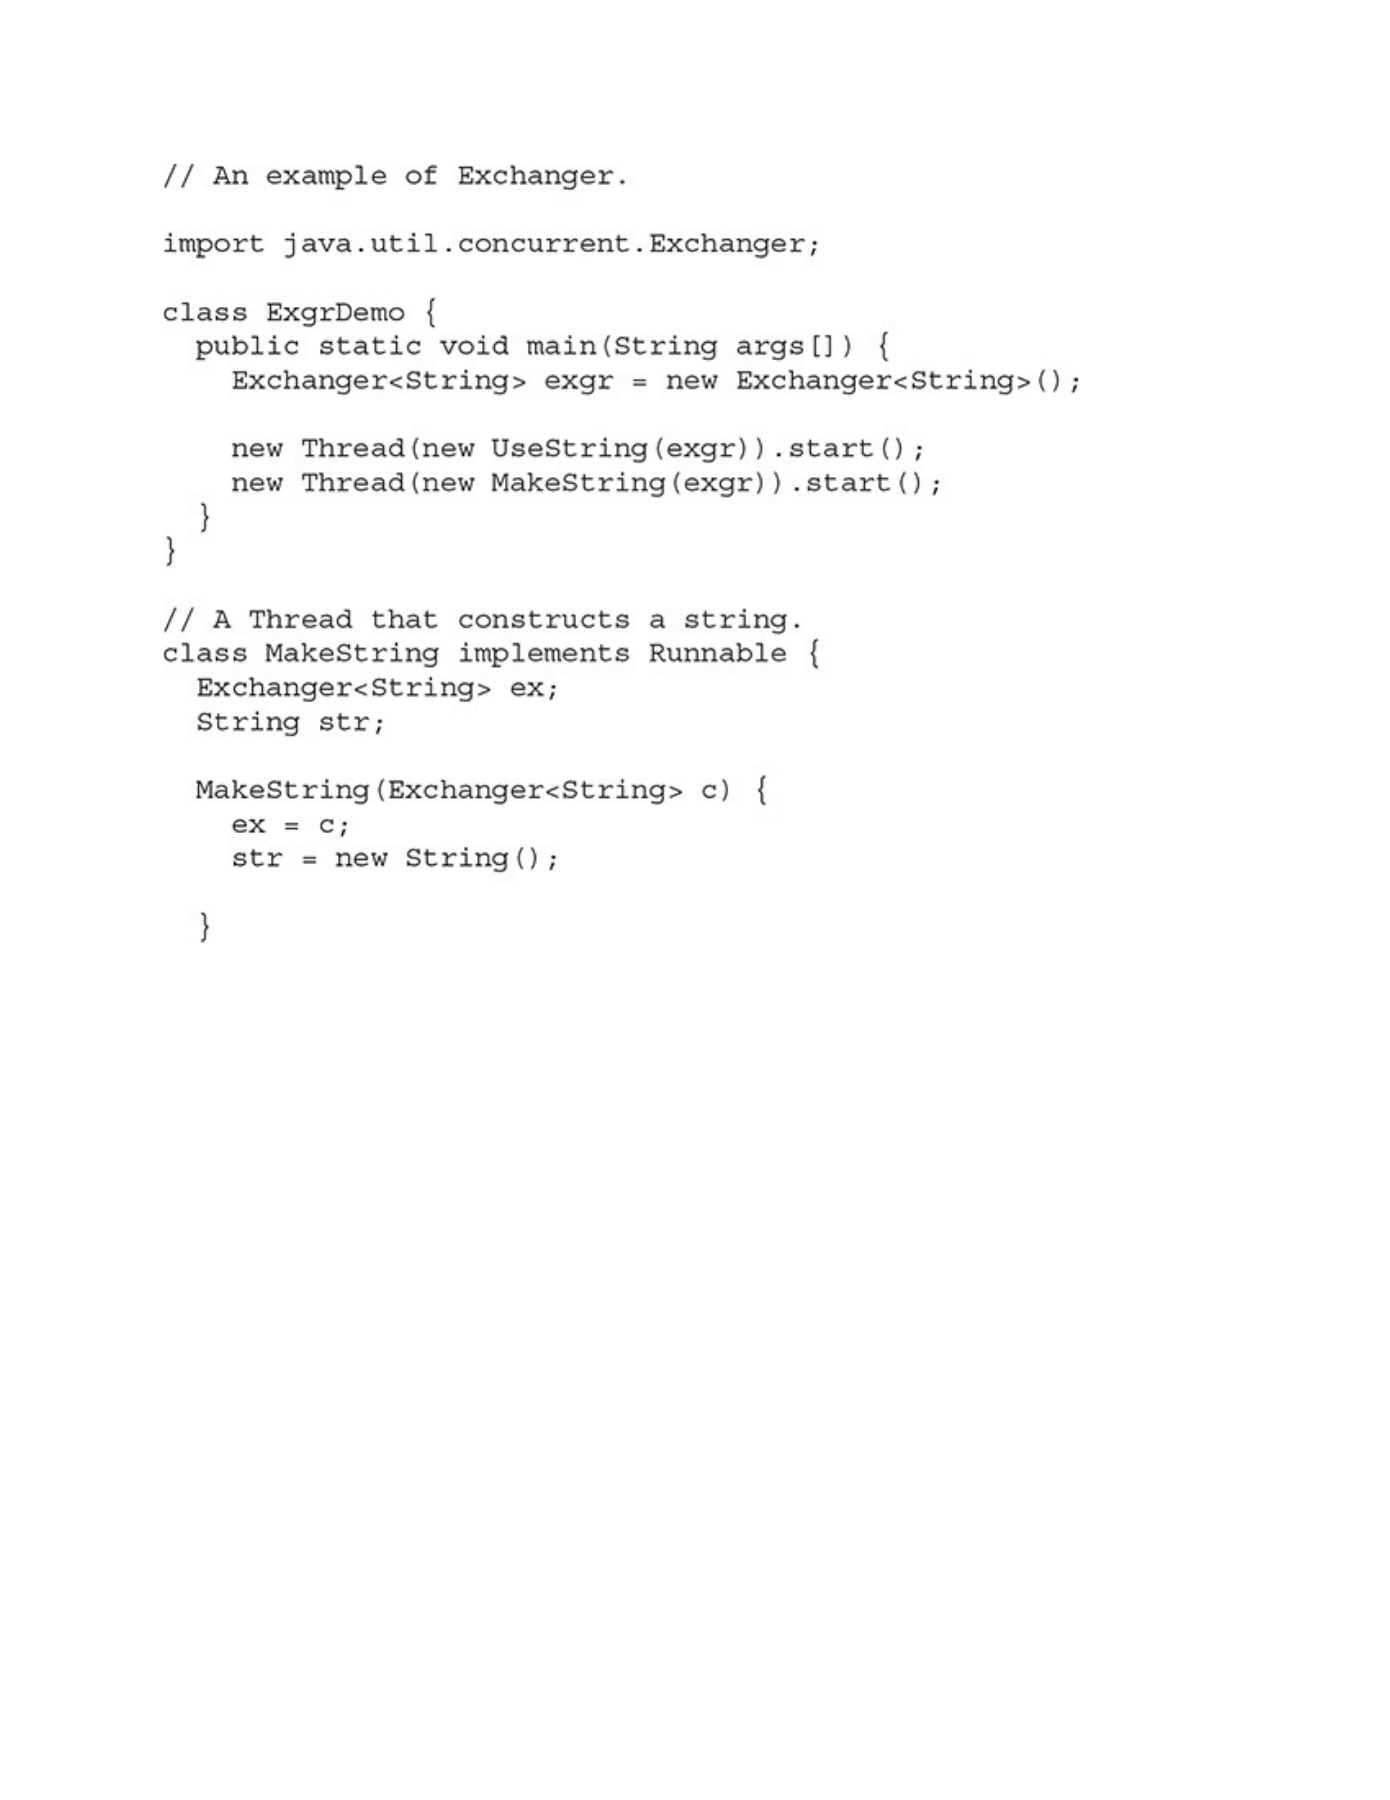 // An example of Exchanger.

import java.util.concurrent.Exchanger;

class ExgrDemo {
  public static void main(String args[]) {
    Exchanger<String> exgr = new Exchanger<String>();

    new Thread(new UseString(exgr)).start();
    new Thread(new MakeString(exgr)).start();
  }
}

// A Thread that constructs a string.
class MakeString implements Runnable {
  Exchanger<String> ex;
  String str;

  MakeString(Exchanger<String> c) {
    ex = c;
    str = new String();

  }